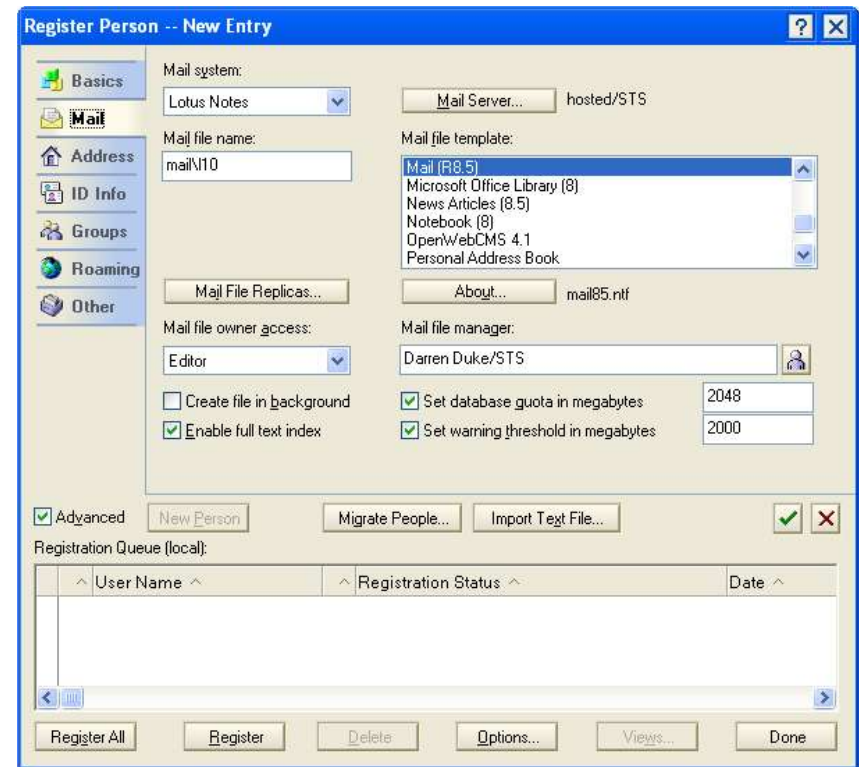 Register Person -- New Entry
Basics
Mail
Address
ID Info
Groups
Roaming
Other
Mail system:
Lotus Notes
Mail Server...
hosted/STS
Mail file name:
mail\l10
Mail file template:
Mail (R8.5)
Microsoft Office Library (8)
News Articles (8.5)
Notebook (8)
OpenWebCMS 4.1
Personal Address Book
Mail File Replicas...
About...
mail85.ntf
Mail file owner access:
Editor
Mail file manager:
Darren Duke/STS
Create file in background
Set database quota in megabytes
2048
Enable full text index
Set warning threshold in megabytes
2000
Advanced
New Person
Migrate People...
Import Text File...
Registration Queue (local):
User Name
Registration Status
Date
Register All
Register
Delete
Options...
Views...
Done